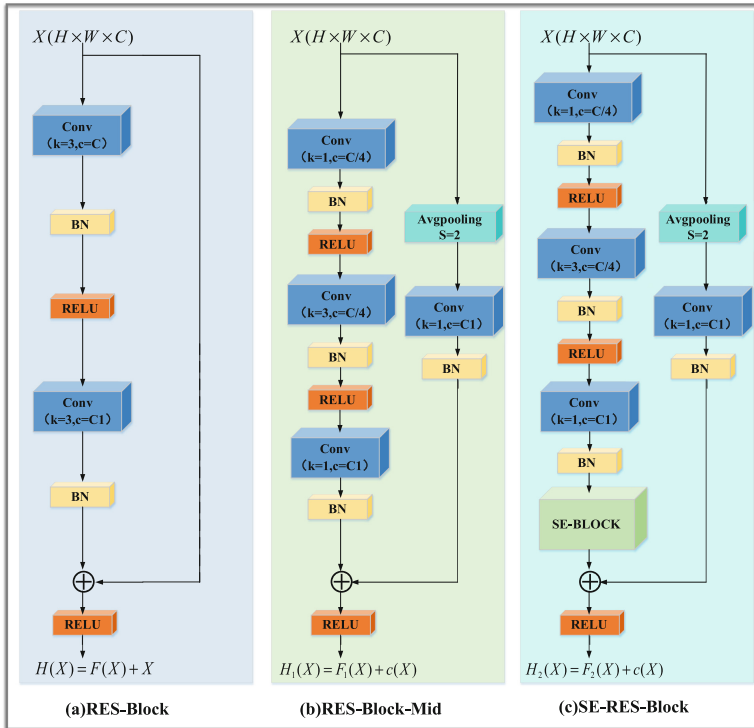 X(H×W×C)
Conv
(k=3,c=C)
BN
RELU
Conv
(k=3,c=C1)
BN
RELU
H(X)=F(X)+X
(a)RES-Block
X(H×W×C)
Conv
(k=1,c=C/4)
BN
RELU
Conv
(k=3,c=C/4)
BN
RELU
Conv
(k=1,c=C1)
BN
Avgpooling
S=2
Conv
(k=1,c=C1)
BN
RELU
H₁(X)=F₁(X)+c(X)
(b)RES-Block-Mid
X(H×W×C)
Conv
(k=1,c=C/4)
BN
RELU
Conv
(k=3,c=C/4)
BN
RELU
Conv
(k=1,c=C1)
BN
SE-BLOCK
Avgpooling
S=2
Conv
(k=1,c=C1)
BN
RELU
H₂(X)=F₂(X)+c(X)
(c)SE-RES-Block